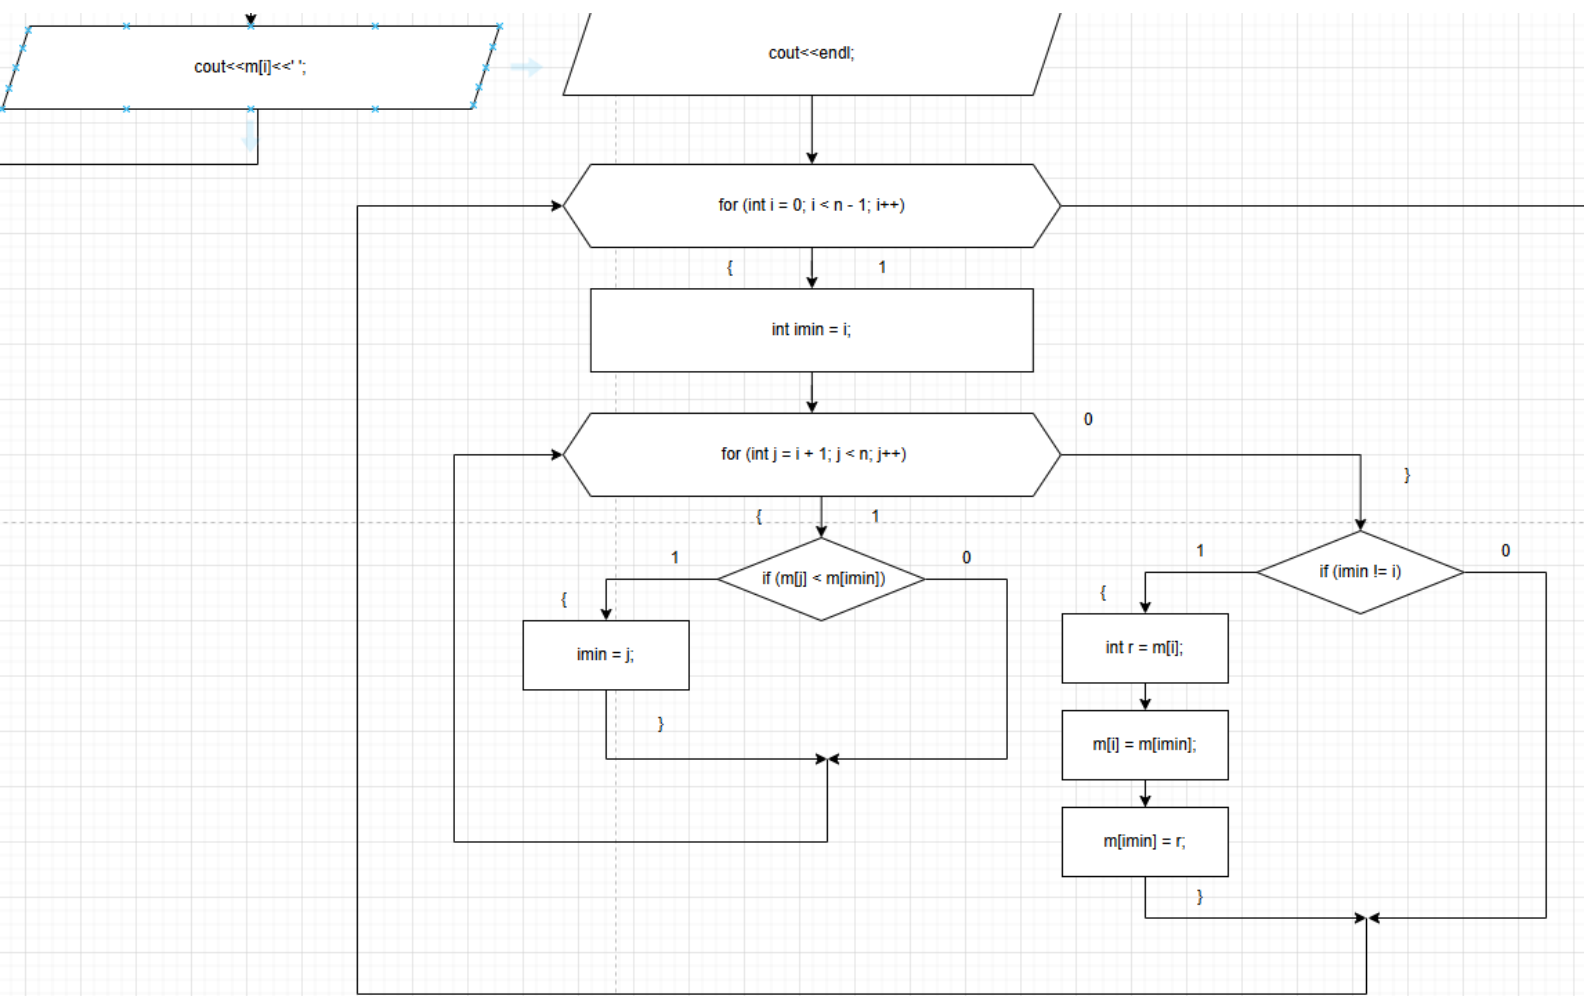 cout<<m[i]<<' ';
cout<<endl;
for (int i = 0; i < n - 1; i++)
{
1
int imin = i;
for (int j = i + 1; j < n; j++)
0
}
{
1
if (m[j] < m[imin])
1
0
{
imin = j;
}
if (imin != i)
1
0
{
int r = m[i];
m[i] = m[imin];
m[imin] = r;
}